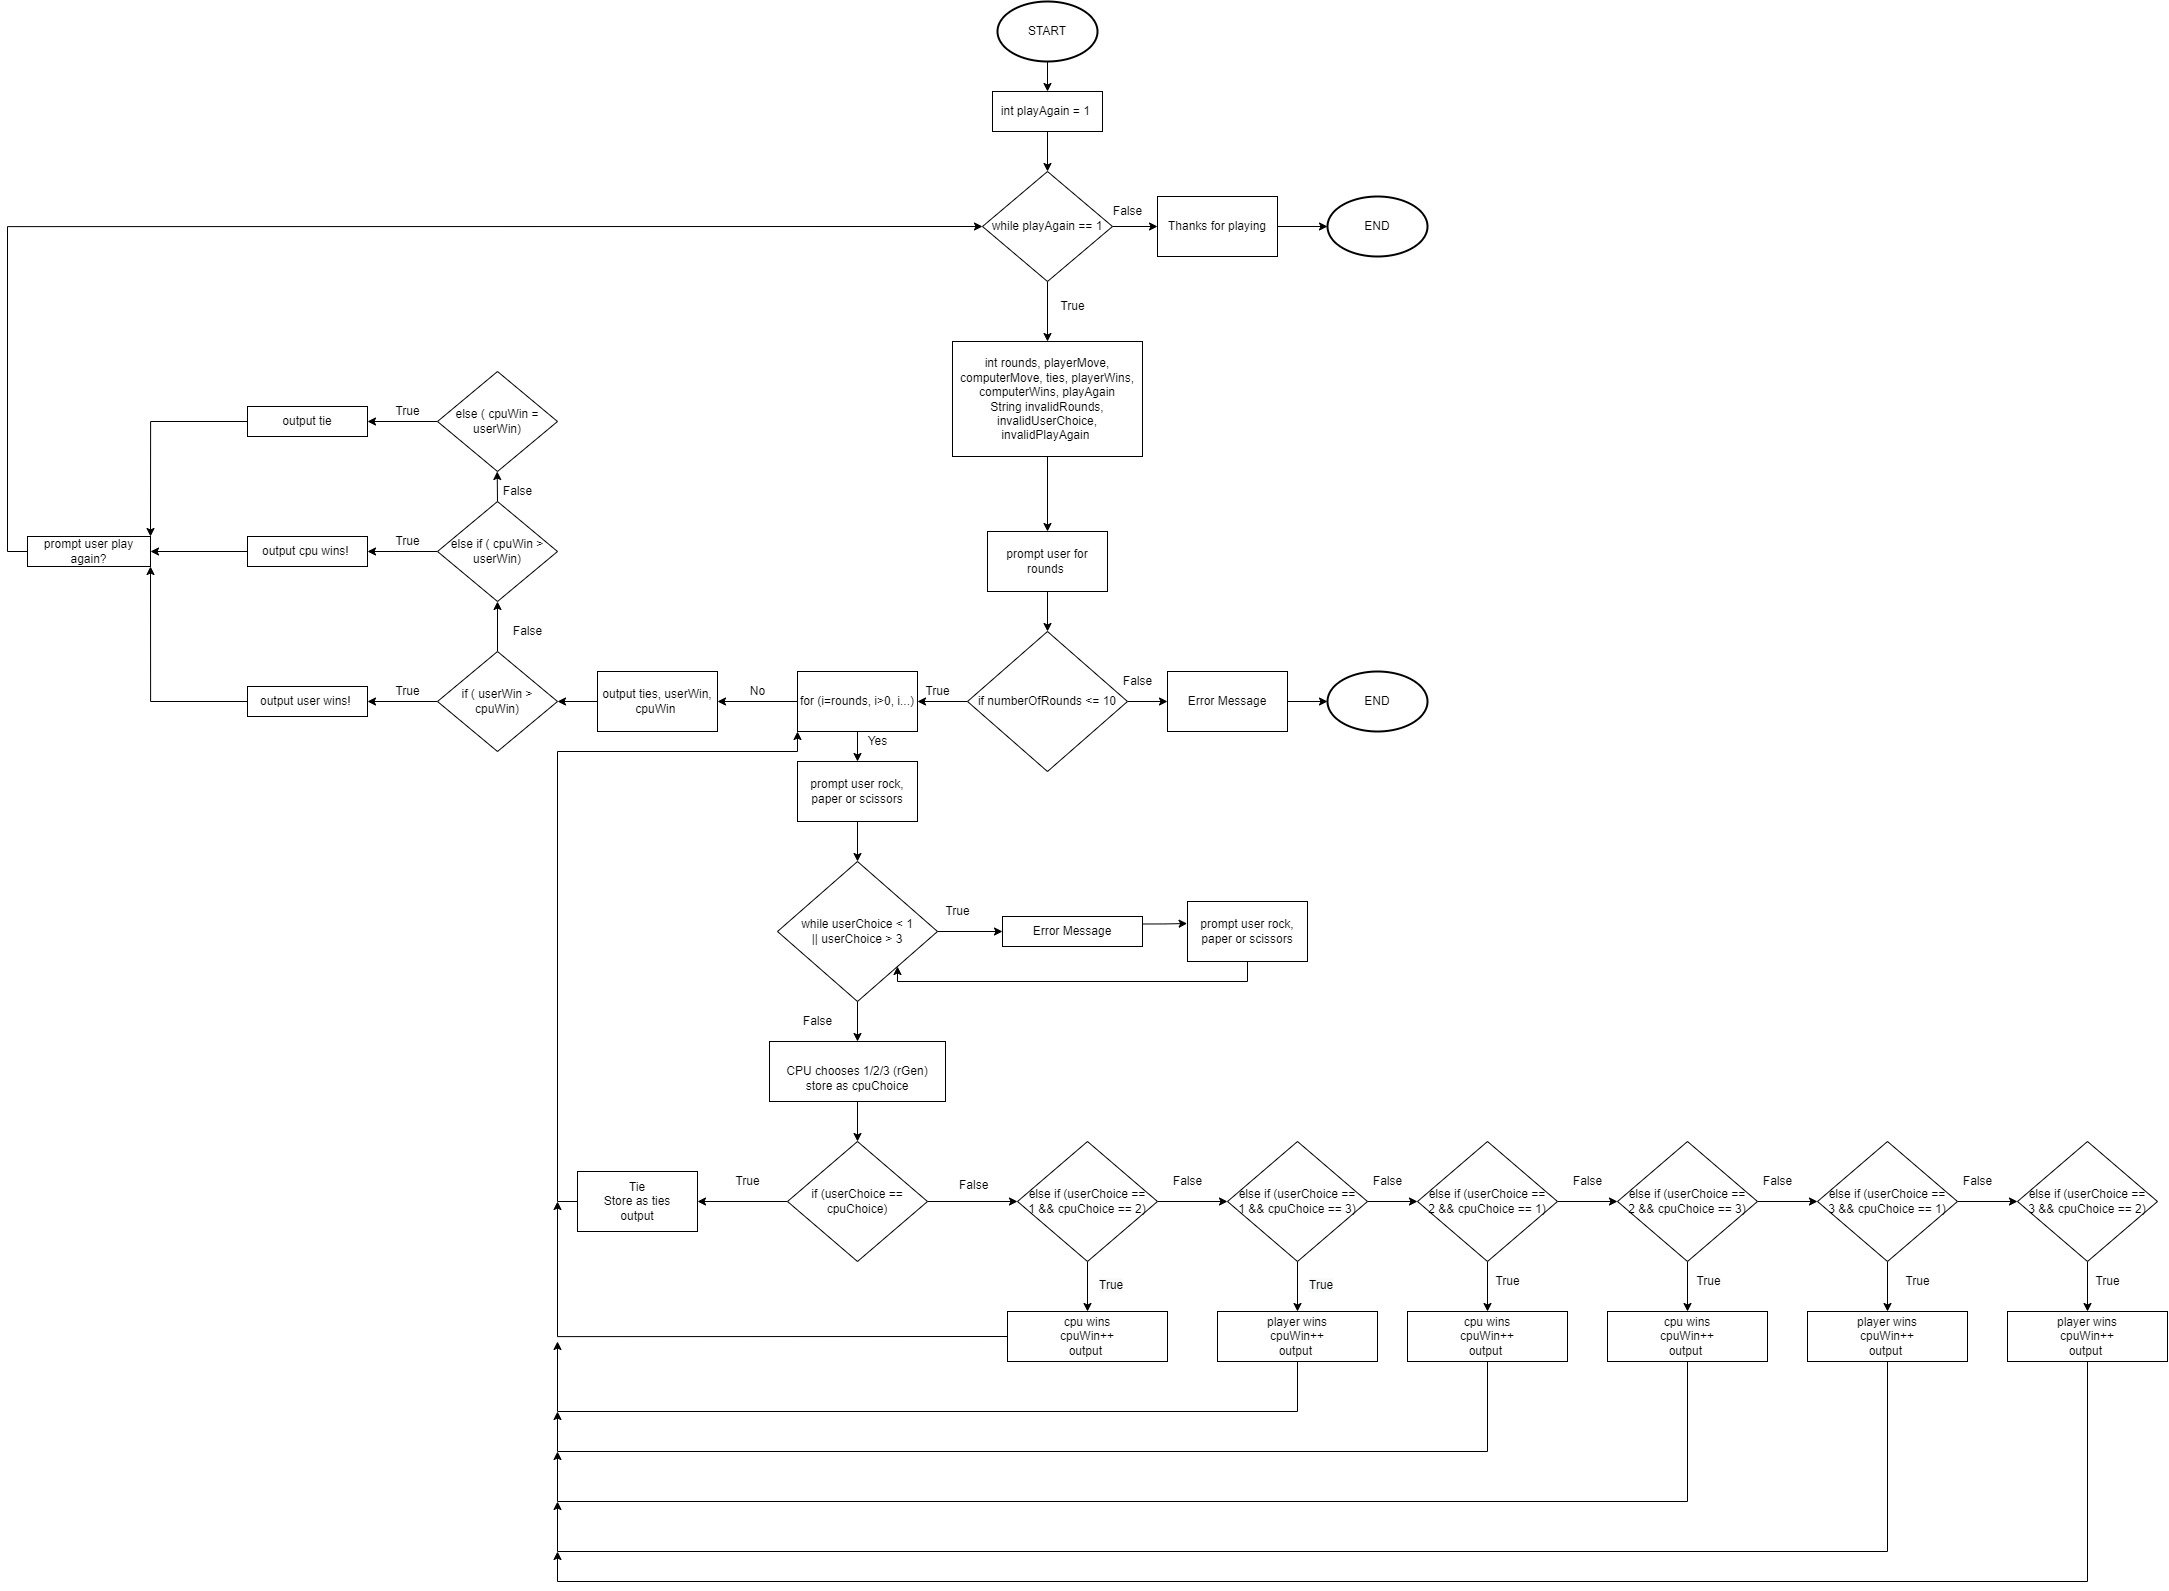 START
int playAgain = 1
while playAgain == 1
False
Thanks for playing
END
True
int rounds, playerMove,
computerMove, ties, playerWins,
computerWins, playAgain
String invalidRounds,
invalidUserChoice,
invalidPlayAgain
else ( cpuWin =
userWin)
True
output tie
False
prompt user for
rounds
else if ( cpuWin >
userWin)
True
output cpu wins!
prompt user play
again?
False
if numberOfRounds <= 10
False
Error Message
END
True
for (i=rounds, i>0, i...)
No
output ties, userWin,
cpuWin
if ( userWin >
cpuWin)
True
output user wins!
Yes
prompt user rock,
paper or scissors
while userChoice < 1
|| userChoice > 3
True
Error Message
prompt user rock,
paper or scissors
False
CPU chooses 1/2/3 (rGen)
store as cpuChoice
if (userChoice ==
cpuChoice)
True
Tie
Store as ties
output
False
else if (userChoice ==
1 && cpuChoice == 2)
False
else if (userChoice ==
1 && cpuChoice == 3)
False
else if (userChoice ==
2 && cpuChoice == 1)
False
else if (userChoice ==
2 && cpuChoice == 3)
False
else if (userChoice ==
3 && cpuChoice == 1)
False
else if (userChoice ==
3 && cpuChoice == 2)
True
True
True
True
True
True
cpu wins
cpuWin++
output
player wins
cpuWin++
output
cpu wins
cpuWin++
output
cpu wins
cpuWin++
output
player wins
cpuWin++
output
player wins
cpuWin++
output